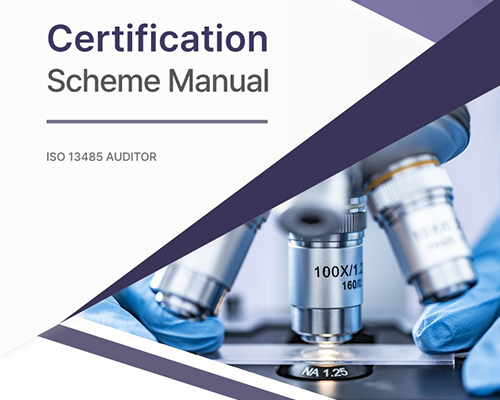 Certification
Scheme Manual
ISO 13485 AUDITOR
100X/1.2
160/0
NA 1.25